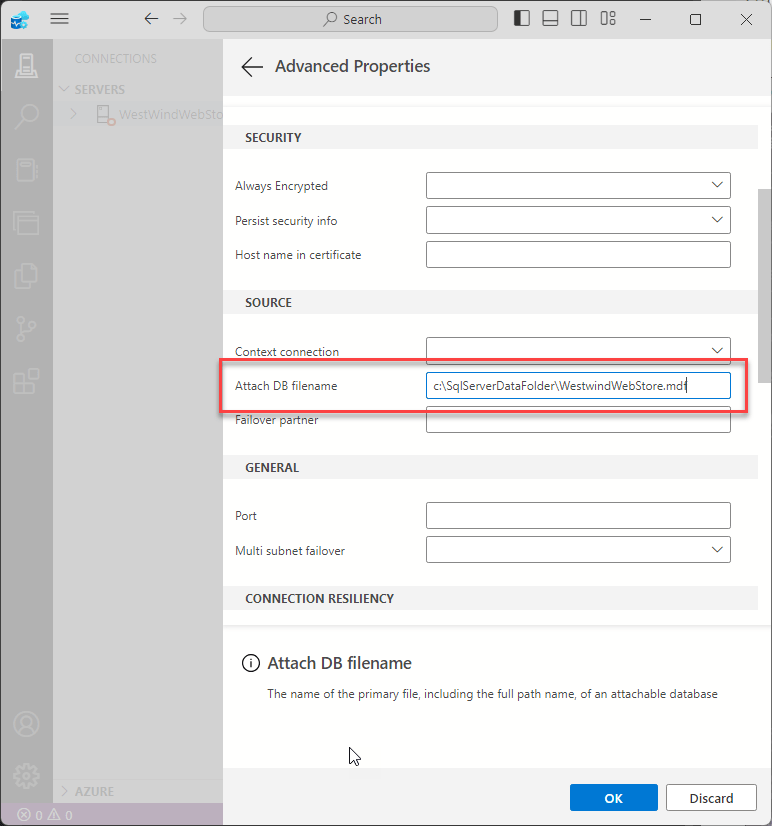 Search
CONNECTIONS
SERVERS
WestWindWebSto
Advanced Properties
SECURITY
Always Encrypted
Persist security info
Host name in certificate
SOURCE
Context connection
Attach DB filename c:\SqlServerDataFolder\WestwindWebStore.mdf
Failover partner
GENERAL
Port
Multi subnet failover
CONNECTION RESILIENCY
Attach DB filename
The name of the primary file, including the full path name, of an attachable database
AZURE
OK Discard
0 0